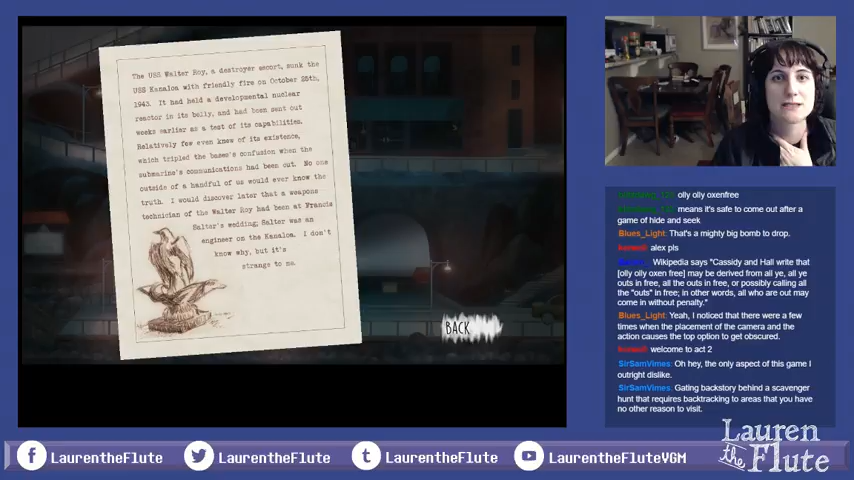 The USS Walter Roy, a destroyer escort, sunk the
USS Kanaloa with friendly fire on October 25th,
1943. It had held a developmental nuclear
reactor in its belly, and had been sent out
weeks earlier as a test of its capabilities.
Relatively few even knew of its existence,
which tripled the bases's confusion when the
submarine's communications had been cut. No one
outside of a handful of us would ever know the
truth. I would discover later that a weapons
technician of the Walter Roy had been at Francis
Salter's wedding; Salter was an
engineer on the Kanaloa. I don't
know why, but it's
strange to me.
BACK
olly olly oxenfree
means it's safe to come out after a
game of hide and seek
Blues_Light: That's a mighty big bomb to drop.
alex pls
Wikipedia says "Cassidy and Hall write that
[olly olly oxen free] may be derived from all ye, all ye
outs in free, all the outs in free, or possibly calling all
the "outs" in free; in other words, all who are out may
come in without penalty."
Blues_Light: Yeah, I noticed that there were a few
times when the placement of the camera and the
action causes the top option to get obscured.
welcome to act 2
SirSamVimes: Oh hey, the only aspect of this game I
outright dislike.
SirSamVimes: Gating backstory behind a scavenger
hunt that requires backtracking to areas that you have
no other reason to visit.
Lauren
the Flute
LaurentheFlute
LaurentheFlute
LaurentheFlute
LaurentheFluteVGM